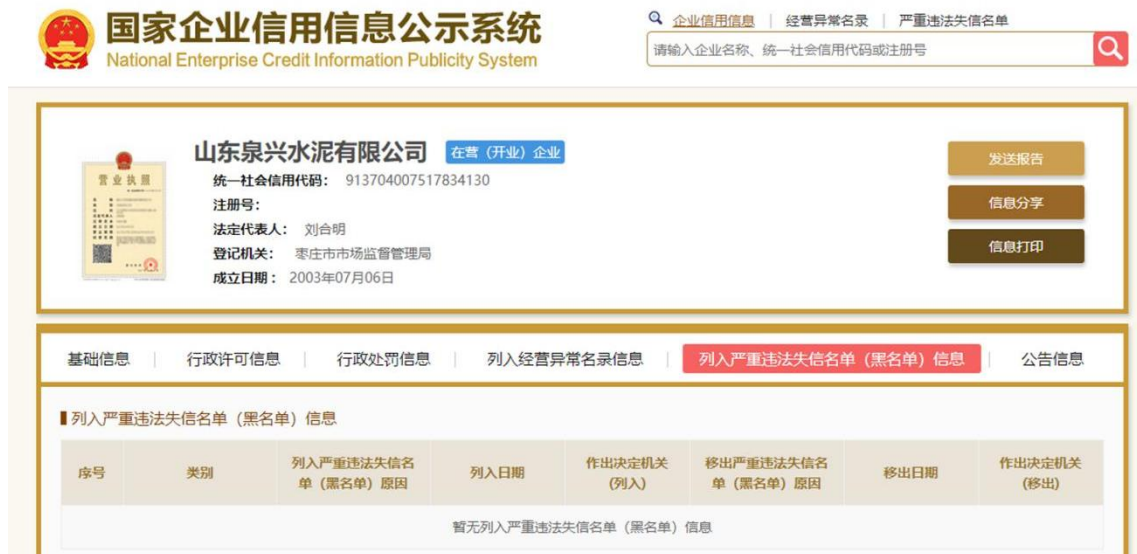 国家企业信用信息公示系统
National Enterprise Credit Information Publicity System
企业信用信息 | 经营异常名录 | 严重违法失信名单
请输入企业名称、统一社会信用代码或注册号
营业执照
山东泉兴水泥有限公司 在营（开业）企业
统一社会信用代码： 913704007517834130
注册号：
法定代表人： 刘合明
登记机关： 枣庄市市场监督管理局
成立日期： 2003年07月06日
发送报告
信息分享
信息打印
基础信息 | 行政许可信息 | 行政处罚信息 | 列入经营异常名录信息 | 列入严重违法失信名单（黑名单）信息 | 公告信息
列入严重违法失信名单（黑名单）信息
序号 类别 列入严重违法失信名单（黑名单）原因 列入日期 作出决定机关(列入) 移出严重违法失信名单（黑名单）原因 移出日期 作出决定机关(移出)
暂无列入严重违法失信名单（黑名单）信息